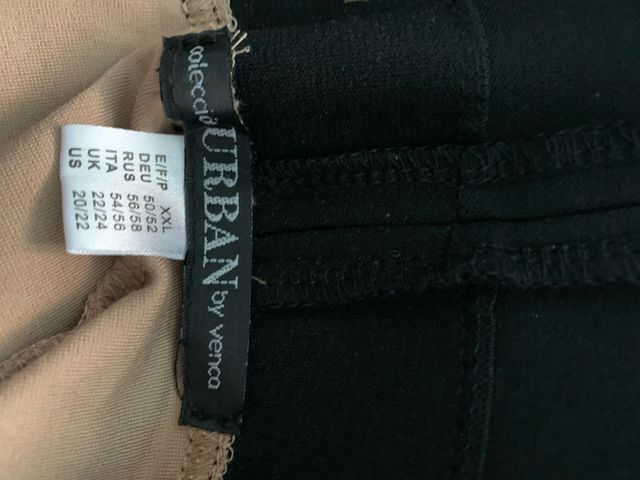 colecció
URBAN
by venca
E/F/P XXL
DEU 50/52
RUS 56/58
ITA 54/56
UK 22/24
US 20/22